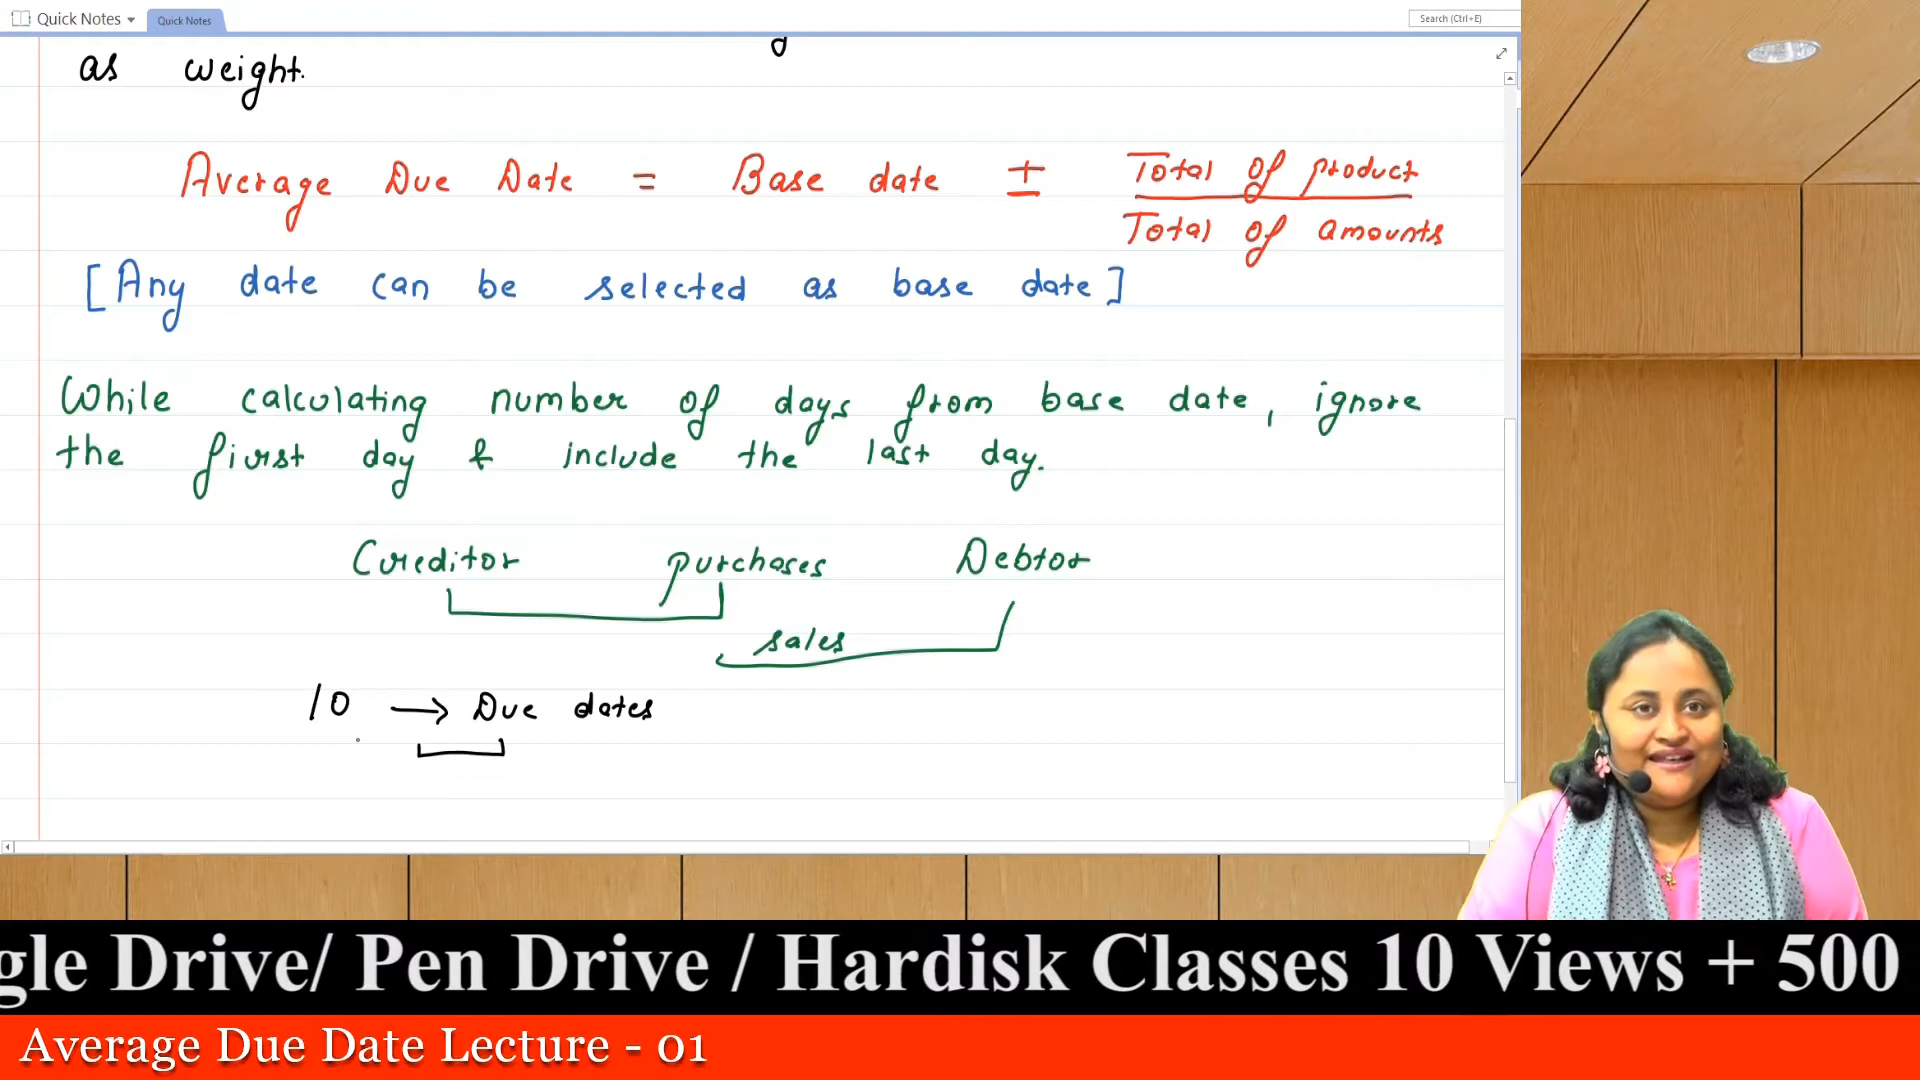 Quick Notes
Quick Notes
Search (Ctrl+E)
as weight.
Average Due Date = Base date ± Total of product
Total of amounts
[Any date can be selected as base date]
While calculating number of days from base date, ignore
the first day & include the last day.
Creditor purchases Debtor
sales
10 → Due dates
gle Drive/ Pen Drive / Hardisk Classes 10 Views + 500
Average Due Date Lecture - 01